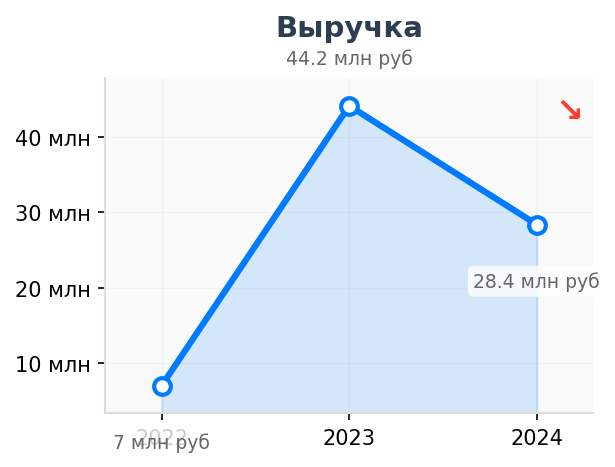 Выручка
44.2 млн руб
40 млн
30 млн
20 млн
10 млн
28.4 млн руб
7 млн руб
2022
2023
2024